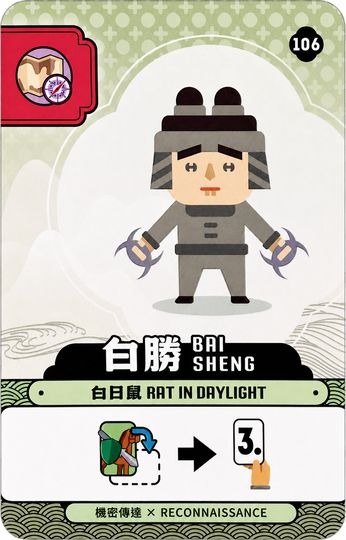 106
白勝 BAI SHENG
白日鼠 RAT IN DAYLIGHT
3.
機密傳達 × RECONNAISSANCE